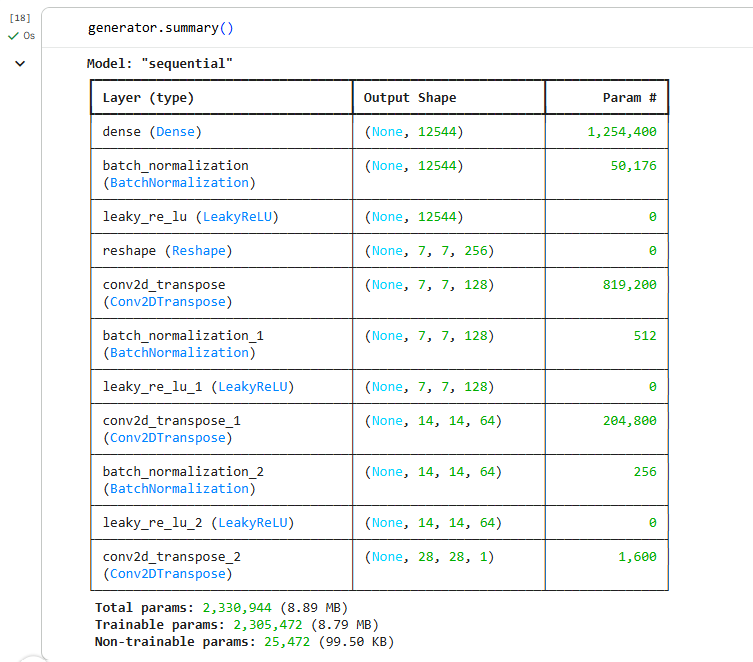 [18]
0s
generator.summary()
Model: "sequential"
Layer (type) Output Shape Param #
dense (Dense) (None, 12544) 1,254,400
batch_normalization (None, 12544) 50,176
(BatchNormalization)
leaky_re_lu (LeakyReLU) (None, 12544) 0
reshape (Reshape) (None, 7, 7, 256) 0
conv2d_transpose (None, 7, 7, 128) 819,200
(Conv2DTranspose)
batch_normalization_1 (None, 7, 7, 128) 512
(BatchNormalization)
leaky_re_lu_1 (LeakyReLU) (None, 7, 7, 128) 0
conv2d_transpose_1 (None, 14, 14, 64) 204,800
(Conv2DTranspose)
batch_normalization_2 (None, 14, 14, 64) 256
(BatchNormalization)
leaky_re_lu_2 (LeakyReLU) (None, 14, 14, 64) 0
conv2d_transpose_2 (None, 28, 28, 1) 1,600
(Conv2DTranspose)
Total params: 2,330,944 (8.89 MB)
Trainable params: 2,305,472 (8.79 MB)
Non-trainable params: 25,472 (99.50 KB)